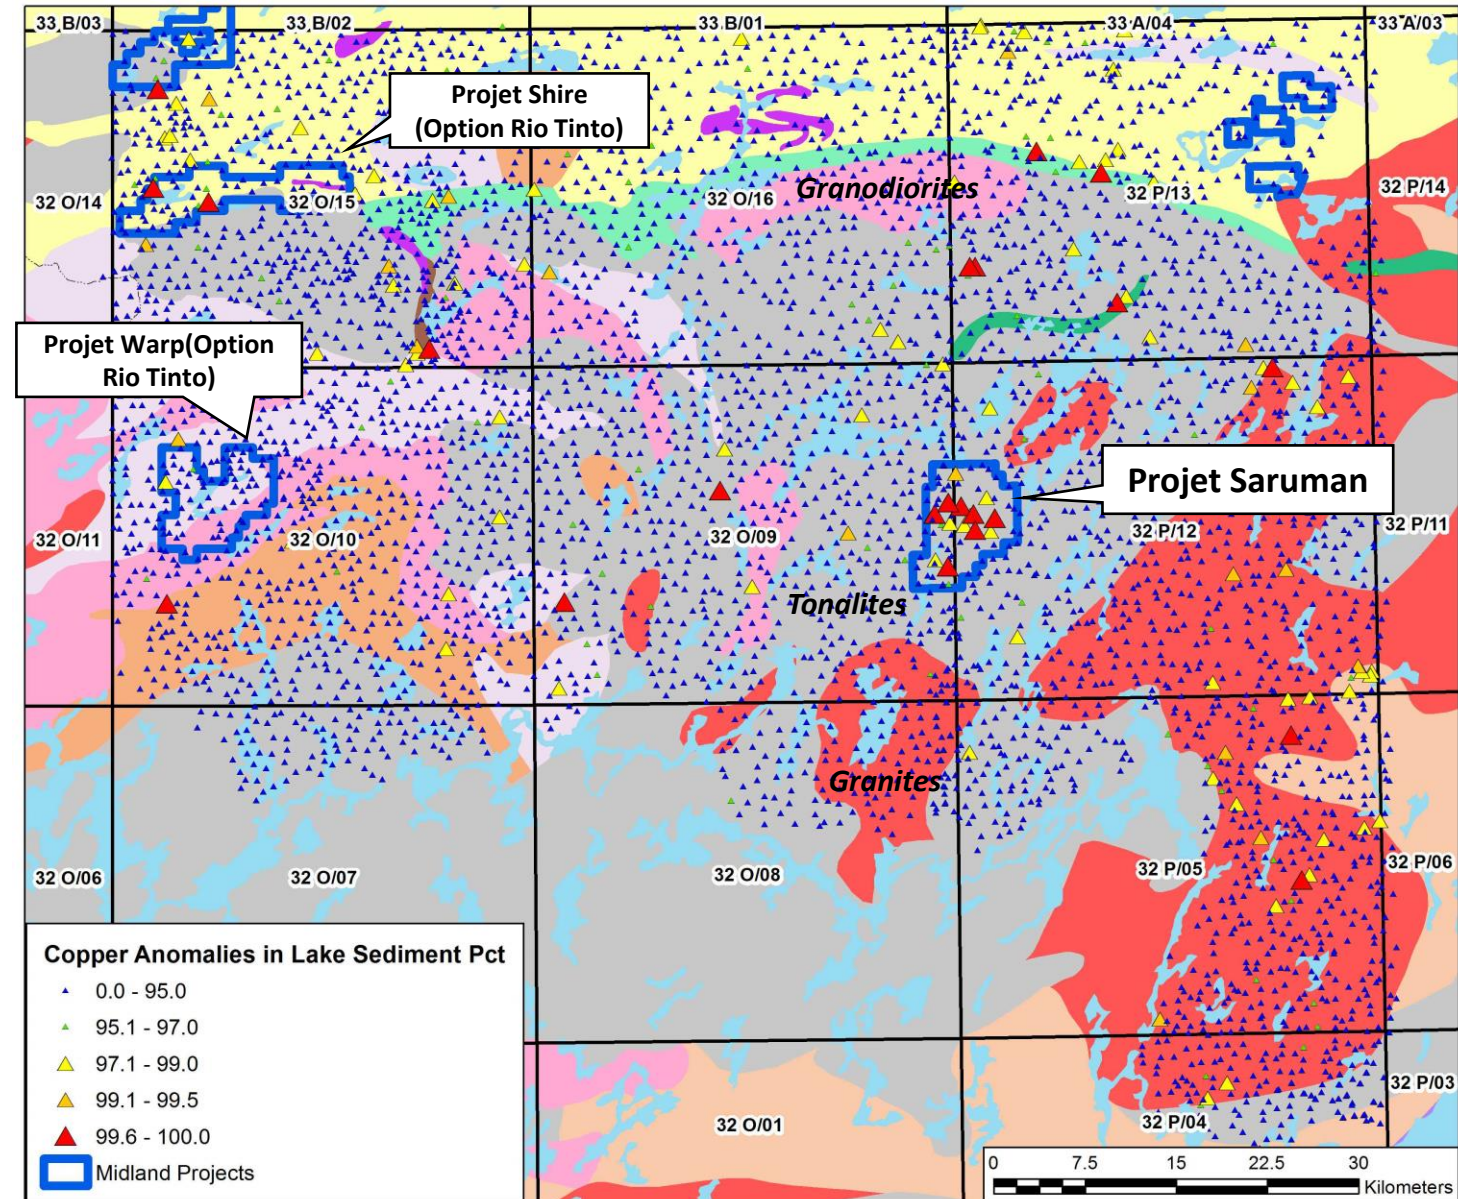 33 B/03
33 B/02
33 B/01
33 A/04
33 A/03
Projet Shire
(Option Rio Tinto)
32 O/14
32 O/15
32 O/16
Granodiorites
32 P/13
32 P/14
Projet Warp(Option
Rio Tinto)
Projet Saruman
32 O/11
32 O/10
32 O/09
32 P/12
32 P/11
Tonalites
Granites
32 O/06
32 O/07
32 O/08
32 P/05
32 P/06
Copper Anomalies in Lake Sediment Pct
0.0 - 95.0
95.1 - 97.0
97.1 - 99.0
99.1 - 99.5
99.6 - 100.0
Midland Projects
32 O/01
32 P/04
32 P/03
0 7.5 15 22.5 30
Kilometers